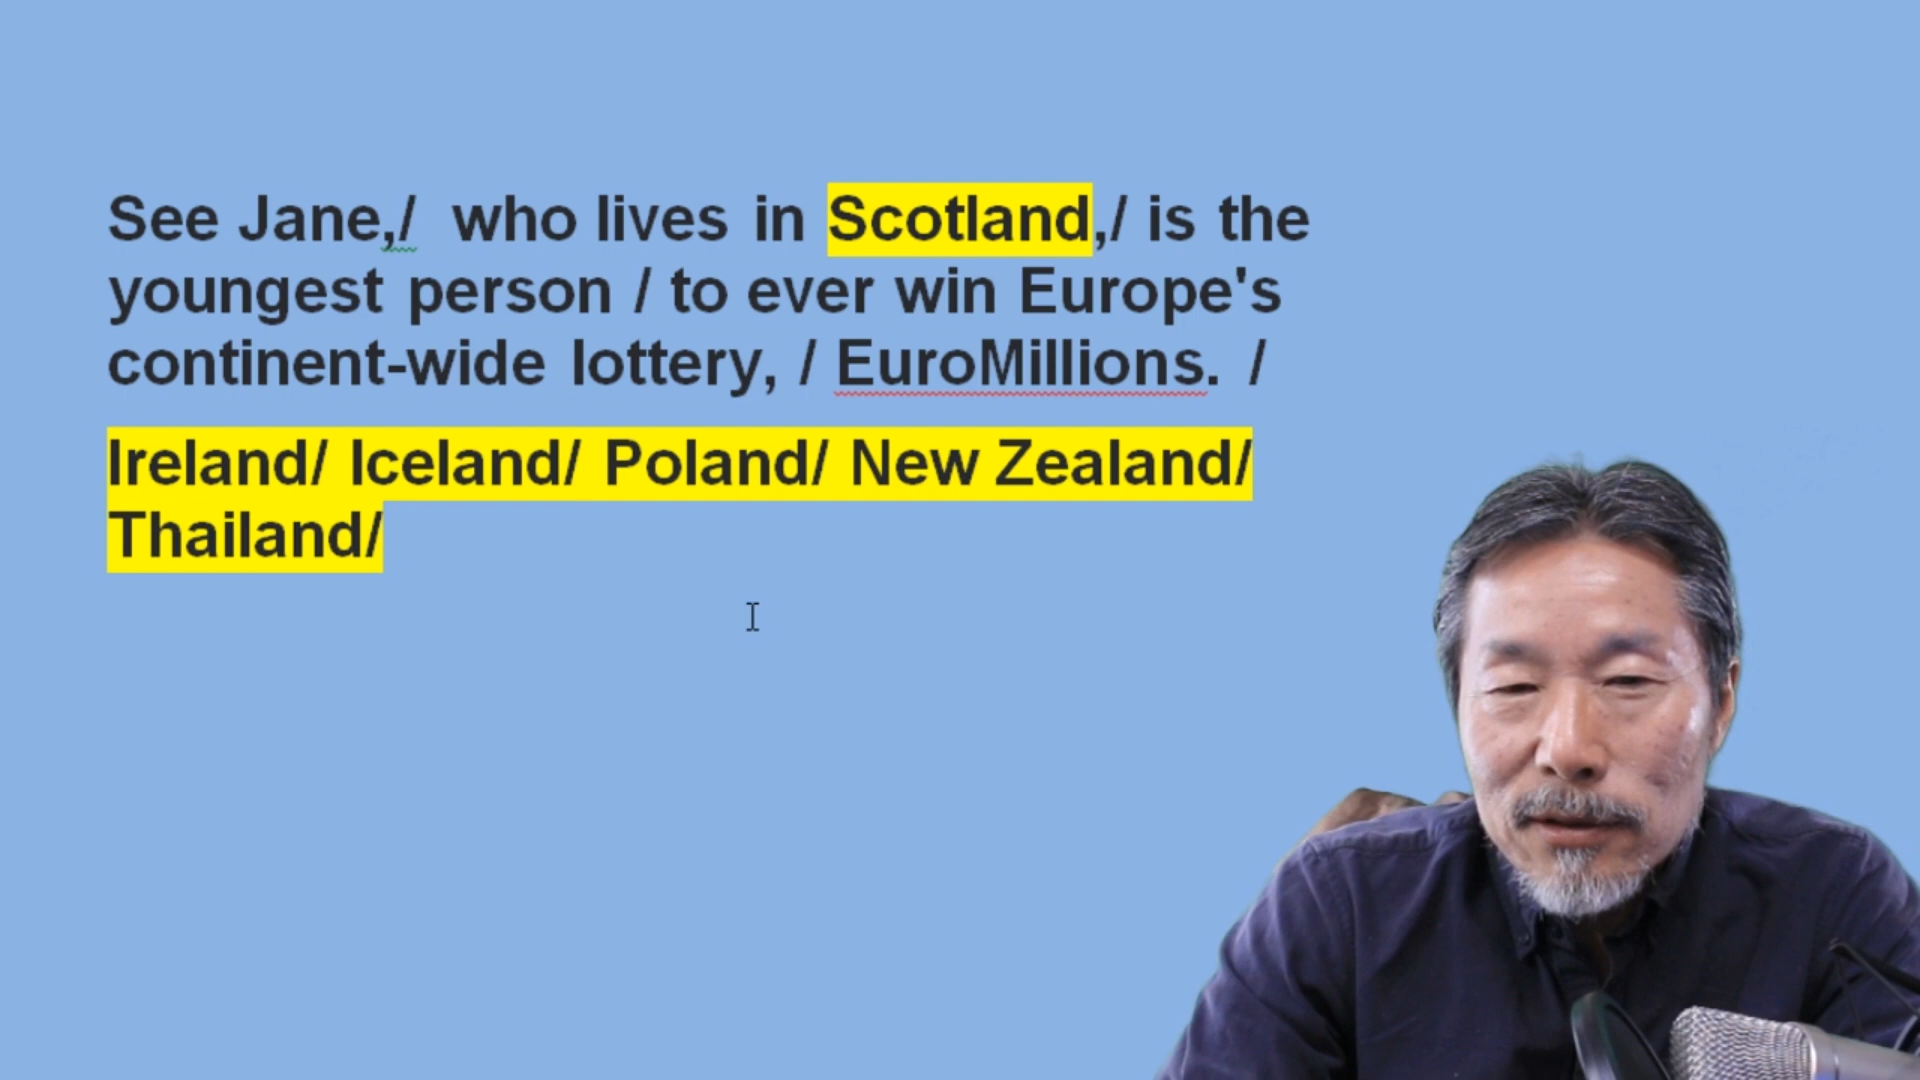 See Jane,/ who lives in Scotland,/ is the
youngest person / to ever win Europe's
continent-wide lottery, / EuroMillions. /
Ireland/ Iceland/ Poland/ New Zealand/
Thailand/